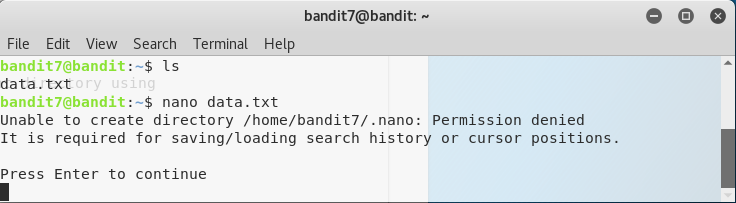 bandit7@bandit: ~
File Edit View Search Terminal Help
bandit7@bandit:~$ ls
data.txt directory using
bandit7@bandit:~$ nano data.txt
Unable to create directory /home/bandit7/.nano: Permission denied
It is required for saving/loading search history or cursor positions.
Press Enter to continue